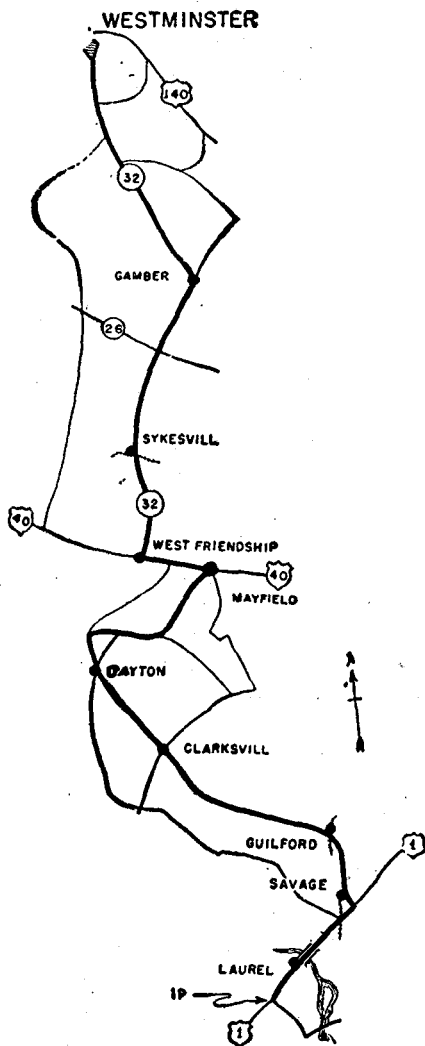 WESTMINSTER
140
32
GAMBER
26
SYKESVILL
32
40
WEST FRIENDSHIP
40
MAYFIELD
DAYTON
CLARKSVILL
GUILFORD
1
SAVAGE
LAUREL
IP
1